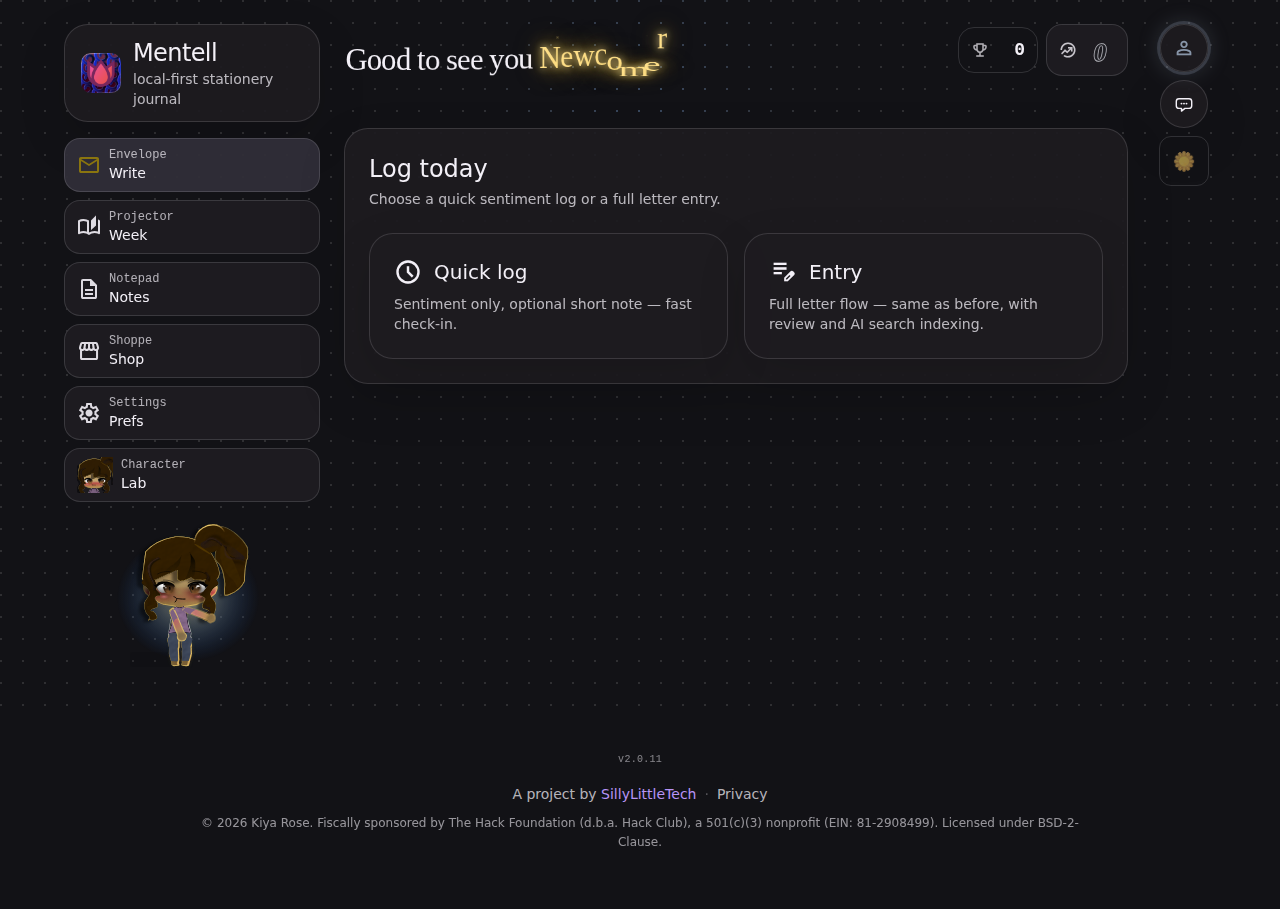 Mentell
local-first stationery
journal
Good to see you Newcomer
0
0
Envelope
Write
Projector
Week
Notepad
Notes
Shoppe
Shop
Settings
Prefs
Character
Lab
Log today
Choose a quick sentiment log or a full letter entry.
Quick log
Sentiment only, optional short note — fast
check-in.
Entry
Full letter flow — same as before, with
review and AI search indexing.
v2.0.11
A project by SillyLittleTech · Privacy
© 2026 Kiya Rose. Fiscally sponsored by The Hack Foundation (d.b.a. Hack Club), a 501(c)(3) nonprofit (EIN: 81-2908499). Licensed under BSD-2-
Clause.